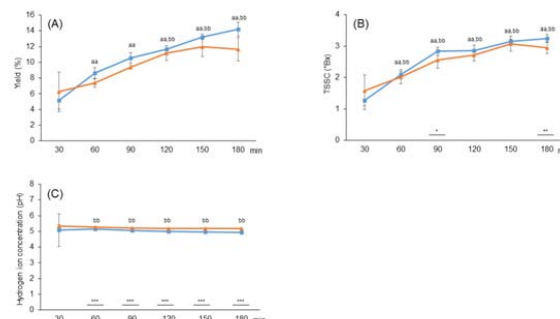 (A)
Yield (%)
16
14
12
10
8
6
4
2
0
aa
aa
aa,bb
aa,bb
aa,bb
30 60 90 120 150 180 min
(B)
TSSC (°Bx)
4
3
2
1
0
aa,bb
aa,bb
aa,bb
aa,bb
aa,bb
*
**
30 60 90 120 150 180 m
(C)
Hydrogen ion concentration (pH)
8
7
6
5
4
3
2
1
0
bb bb bb bb bb
*** *** *** *** ***
30 60 90 120 150 180 min